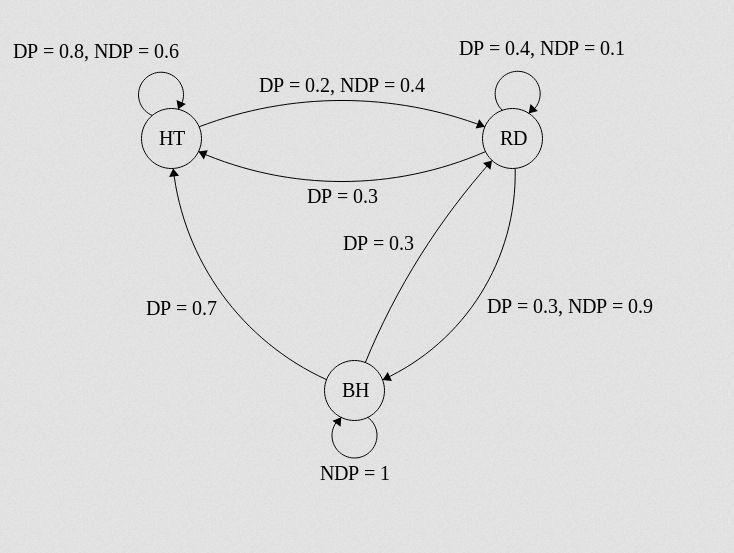 DP = 0.8, NDP = 0.6
DP = 0.4, NDP = 0.1
DP = 0.2, NDP = 0.4
HT
RD
DP = 0.3
DP = 0.3
DP = 0.7
DP = 0.3, NDP = 0.9
BH
NDP = 1